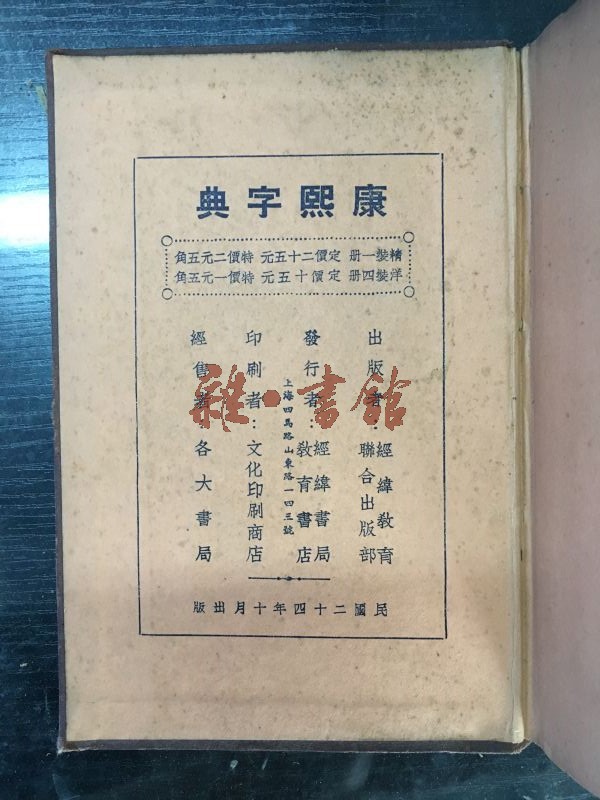 康熙字典
精裝一册 定價二十五元 特價二元五角
洋裝四册 定價十五元 特價一元五角
出版者：經緯教育
聯合出版部
發行者：經緯書局
教育書店
上海四馬路山東路一四三號
印刷者：文化印刷商店
經售者：各大書局
民國二十四年十月出版
雜·書館